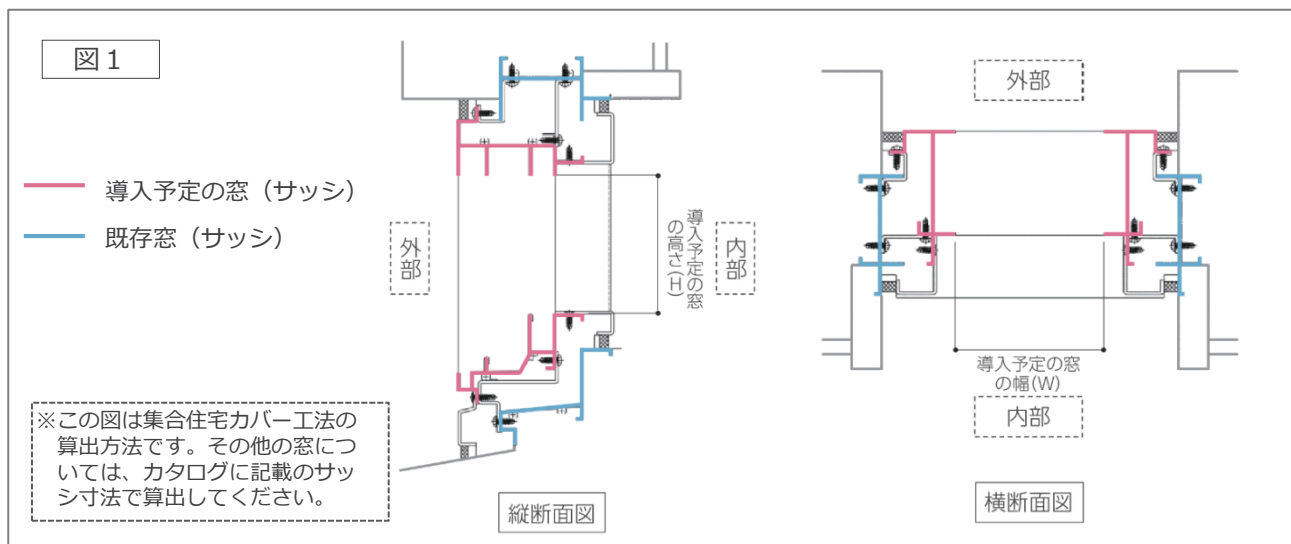 図1
導入予定の窓（サッシ）
既存窓（サッシ）
※この図は集合住宅カバー工法の
算出方法です。その他の窓につ
いては、カタログに記載のサッ
シ寸法で算出してください。
外部
導入予定の窓
の高さ(H)
内部
縦断面図
外部
導入予定の窓
の幅(W)
内部
横断面図